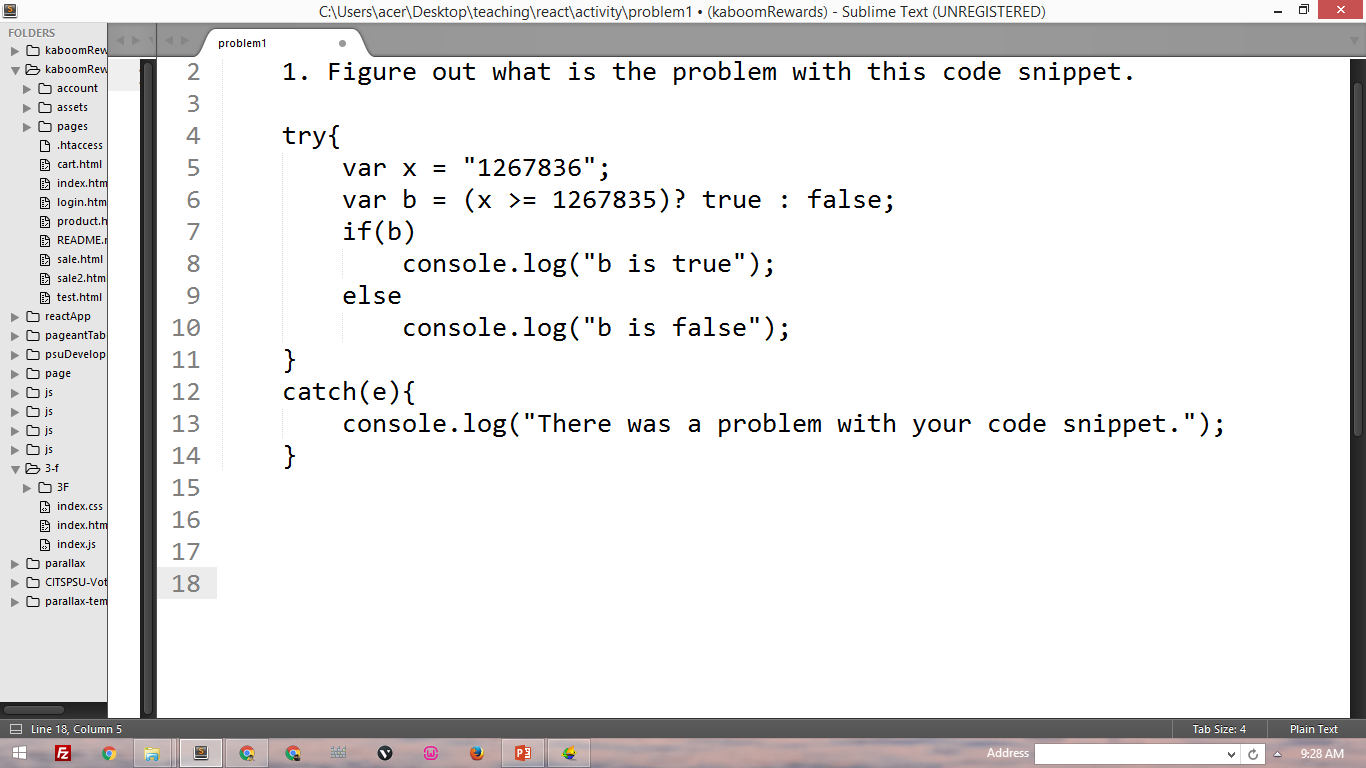 C:\Users\acer\Desktop\teaching\react\activity\problem1 • (kaboomRewards) - Sublime Text (UNREGISTERED)
FOLDERS
kaboomRew
kaboomRew
account
assets
pages
.htaccess
cart.html
index.htm
login.htm
product.h
README.r
sale.html
sale2.htm
test.html
reactApp
pageantTab
psuDevelop
page
js
js
js
js
3-f
3F
index.css
index.htm
index.js
parallax
CITSPSU-Vot
parallax-tem
problem1
2 1. Figure out what is the problem with this code snippet.
3
4 try{
5 var x = "1267836";
6 var b = (x >= 1267835)? true : false;
7 if(b)
8 console.log("b is true");
9 else
10 console.log("b is false");
11 }
12 catch(e){
13 console.log("There was a problem with your code snippet.");
14 }
15
16
17
18
Line 18, Column 5
Tab Size: 4
Plain Text
Address
9:28 AM